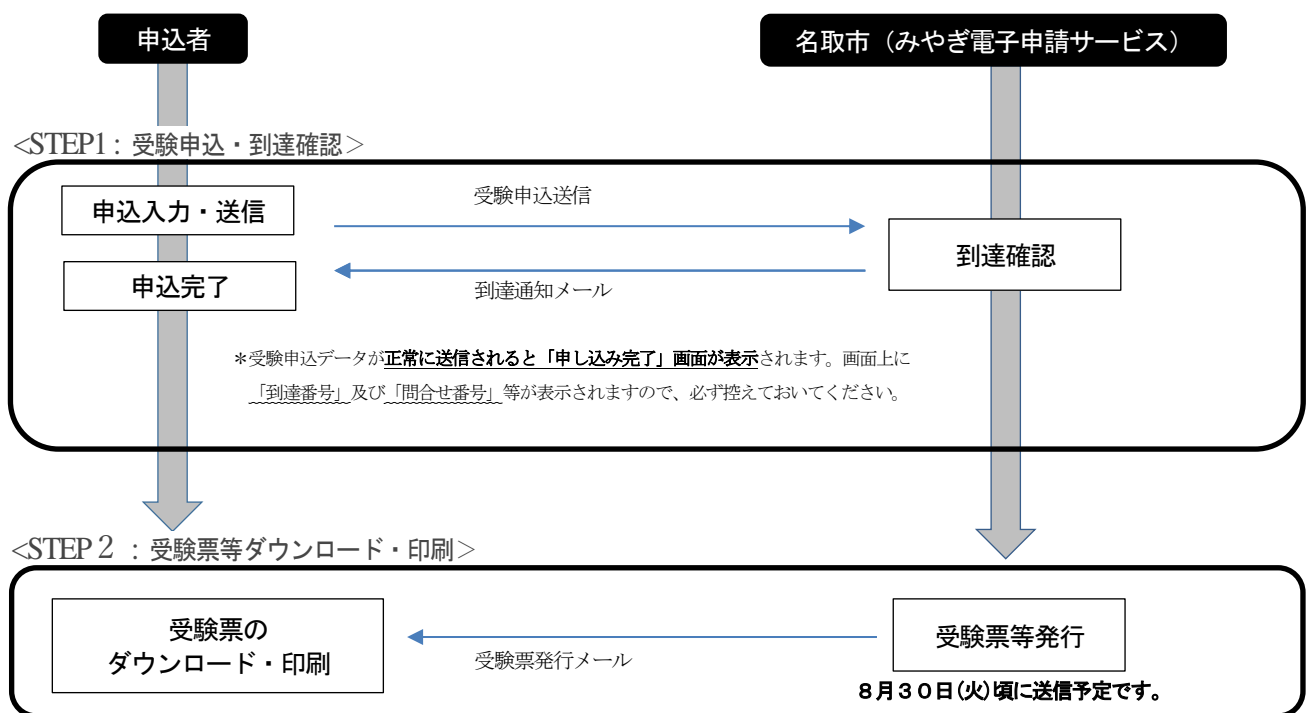 申込者
名取市（みやぎ電子申請サービス）
<STEP1：受験申込・到達確認＞
申込入力・送信
受験申込送信
到達確認
申込完了
到達通知メール
＊受験申込データが正常に送信されると「申し込み完了」画面が表示されます。画面上に
「到達番号」及び「問合せ番号」等が表示されますので、必ず控えておいてください。
<STEP２：受験票等ダウンロード・印刷＞
受験票の
ダウンロード・印刷
受験票発行メール
受験票等発行
８月３０日(火)頃に送信予定です。